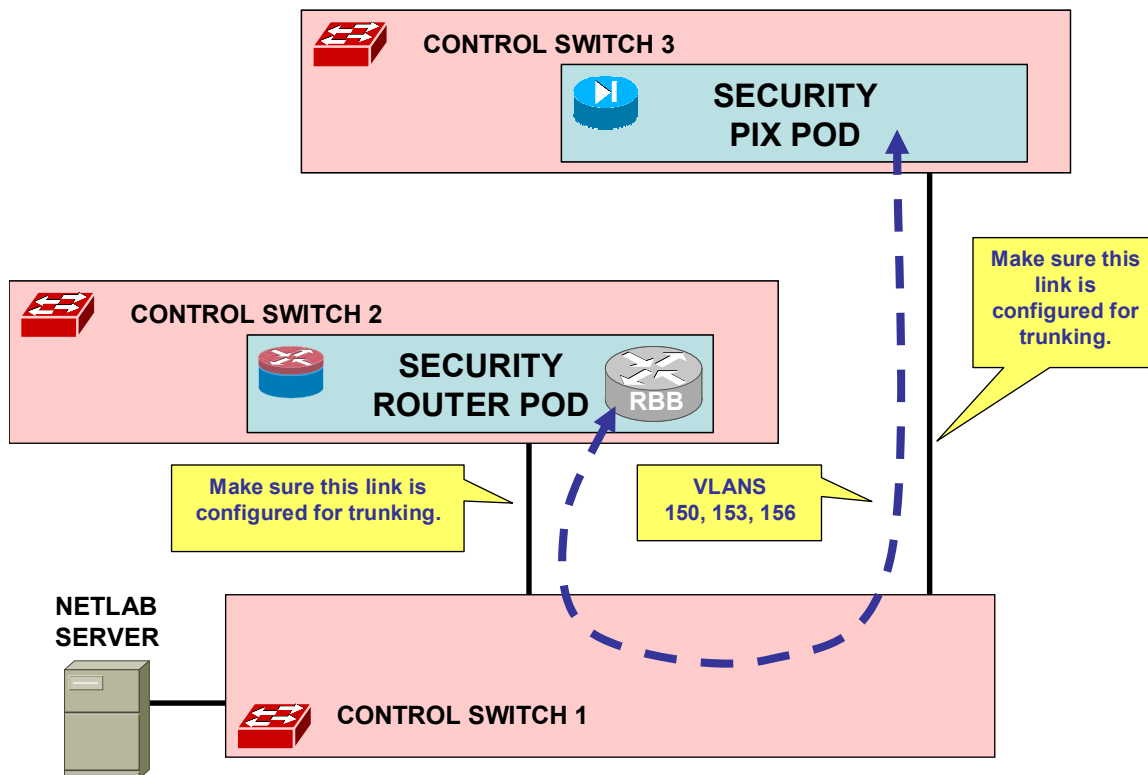 CONTROL SWITCH 3
SECURITY
PIX POD
Make sure this
link is
configured for
trunking.
CONTROL SWITCH 2
SECURITY
ROUTER POD
RBB
Make sure this link is
configured for trunking.
VLANS
150, 153, 156
NETLAB
SERVER
CONTROL SWITCH 1